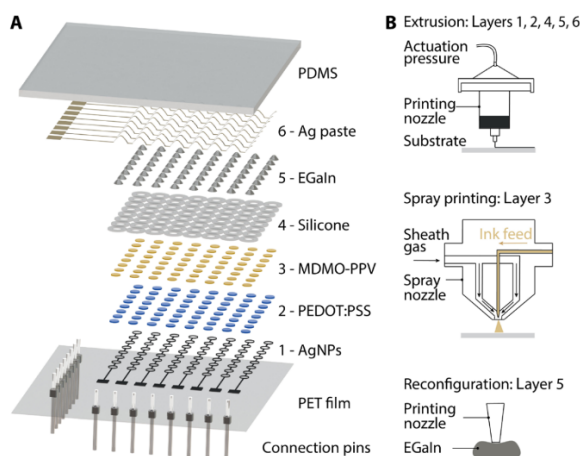 A
PDMS
6 - Ag paste
5 - EGaIn
4 - Silicone
3 - MDMO-PPV
2 - PEDOT:PSS
1 - AgNPs
PET film
Connection pins
B Extrusion: Layers 1, 2, 4, 5, 6
Actuation
pressure
Printing
nozzle
Substrate
Spray printing: Layer 3
Sheath
gas
Ink feed
Spray
nozzle
Reconfiguration: Layer 5
Printing
nozzle
EGaIn